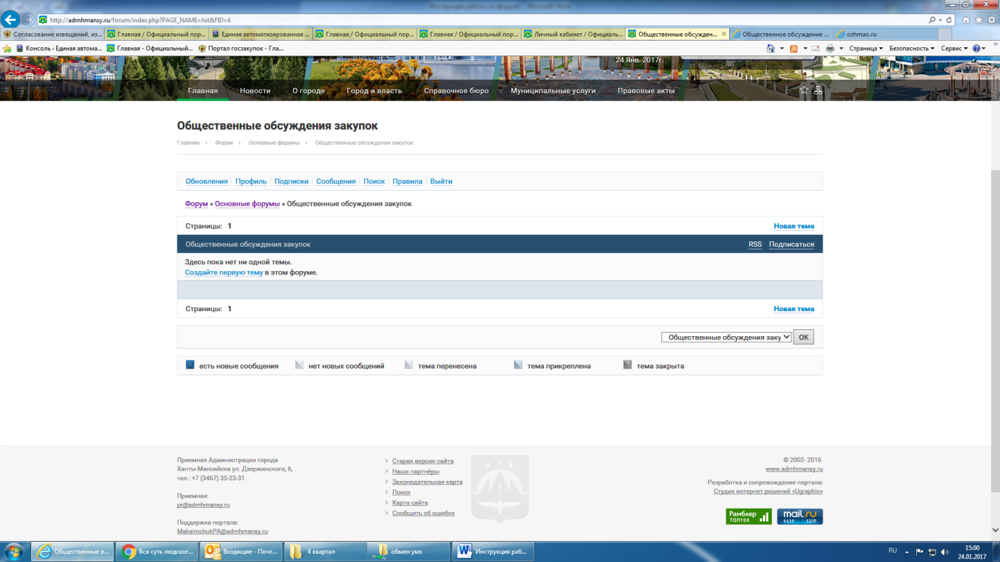 Инструкция работы на форуме - Microsoft Word
http://admhmansy.ru/forum/index.php?PAGE_NAME=list&FID=4
Согласование извещений, из... Главная / Официальный пор... Единая автоматизированная ... Главная / Официальный пор... Главная / Официальный пор... Личный кабинет / Официаль... Общественные обсужден... Общественное обсуждение ... ozhmao.ru
Консоль ‹ Единая автома... Главная - Официальный... Портал госзакупок - Гла... Страница Безопасность Сервис
24 Янв. 2017г.
Главная Новости О городе Город и власть Справочное бюро Муниципальные услуги Правовые акты
Общественные обсуждения закупок
Главная › Форум › Основные форумы › Общественные обсуждения закупок
Обновления Профиль Подписки Сообщения Поиск Правила Выйти
Форум » Основные форумы » Общественные обсуждения закупок
Страницы: 1 Новая тема
Общественные обсуждения закупок RSS Подписаться
Здесь пока нет ни одной темы.
Создайте первую тему в этом форуме.
Страницы: 1 Новая тема
Общественные обсуждения заку OK
есть новые сообщения нет новых сообщений тема перенесена тема прикреплена тема закрыта
Приемная Администрации города
Ханты-Мансийска ул. Дзержинского, 6,
тел.: +7 (3467) 35-23-31
Приемная:
pr@admhmansy.ru
Поддержка портала:
MaksimchukPA@admhmansy.ru
> Старая версия сайта
> Наши партнёры
> Законодательная карта
> Поиск
> Карта сайта
> Сообщить об ошибке
© 2002- 2016
www.admhmansy.ru
Разработка и сопровождение портала:
Студия интернет решений «Ugraphic»
Рамблер
ТОП100
mail.ru
6119 1235
Общественные о... Вся суть людског... Входящие - Почт... 4 квартал обмен умз Инструкция раб...
RU 15:00
24.01.2017